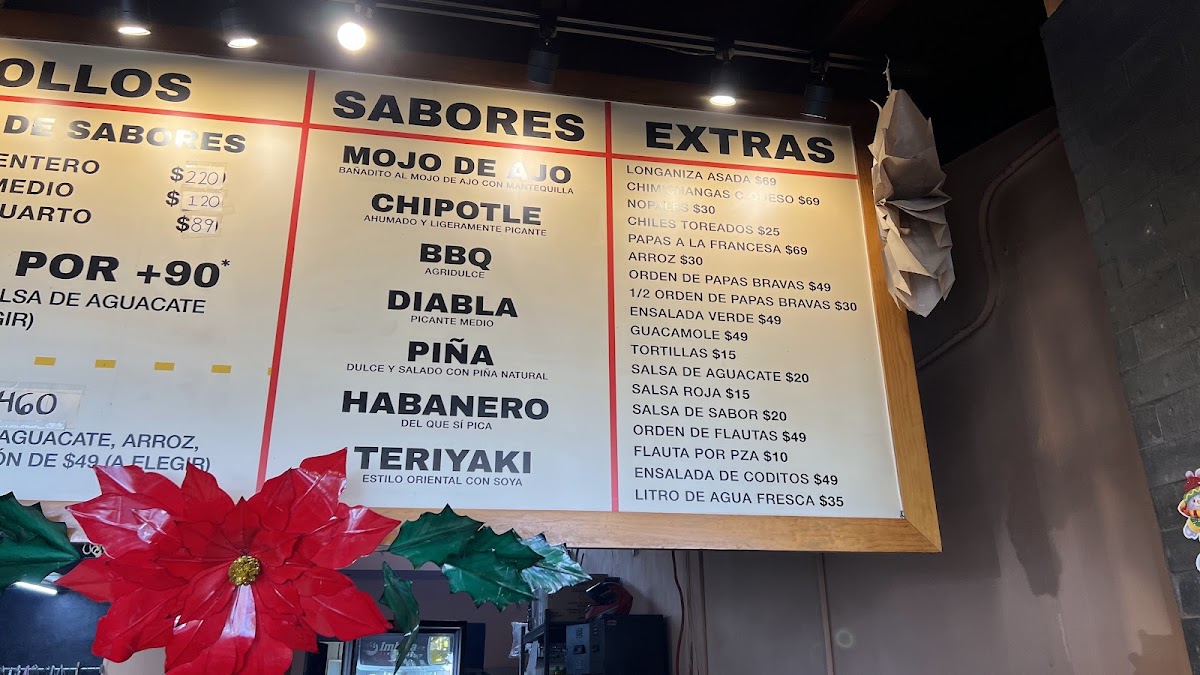 OLLOS
DE SABORES
ENTERO $220
MEDIO $120
UARTO $89
POR +90*
ALSA DE AGUACATE
GIR)
$460
AGUACATE, ARROZ,
ÓN DE $49 (A ELEGIR)
SABORES
MOJO DE AJO
BAÑADITO AL MOJO DE AJO CON MANTEQUILLA
CHIPOTLE
AHUMADO Y LIGERAMENTE PICANTE
BBQ
AGRIDULCE
DIABLA
PICANTE MEDIO
PIÑA
DULCE Y SALADO CON PIÑA NATURAL
HABANERO
DEL QUE SÍ PICA
TERIYAKI
ESTILO ORIENTAL CON SOYA
EXTRAS
LONGANIZA ASADA $69
CHIMICHANGAS C/QUESO $69
NOPALES $30
CHILES TOREADOS $25
PAPAS A LA FRANCESA $69
ARROZ $30
ORDEN DE PAPAS BRAVAS $49
1/2 ORDEN DE PAPAS BRAVAS $30
ENSALADA VERDE $49
GUACAMOLE $49
TORTILLAS $15
SALSA DE AGUACATE $20
SALSA ROJA $15
SALSA DE SABOR $20
ORDEN DE FLAUTAS $49
FLAUTA POR PZA $10
ENSALADA DE CODITOS $49
LITRO DE AGUA FRESCA $35